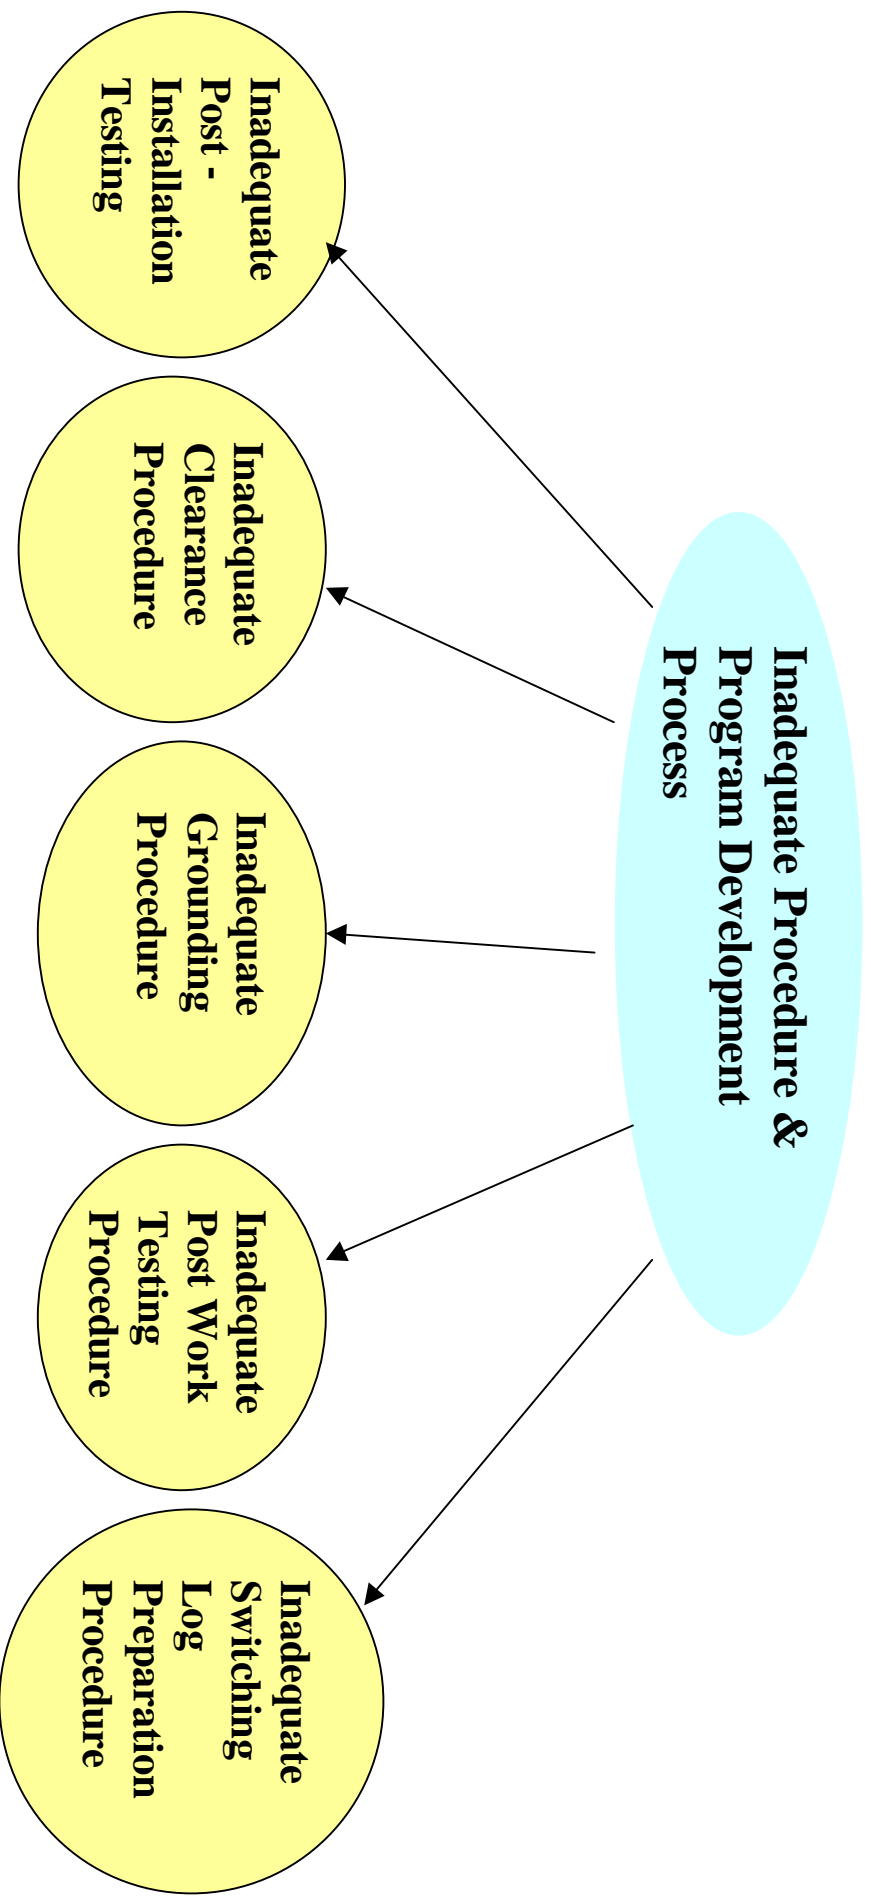 Inadequate Procedure &
Program Development
Process
Inadequate
Post -
Installation
Testing
Inadequate
Clearance
Procedure
Inadequate
Grounding
Procedure
Inadequate
Post Work
Testing
Procedure
Inadequate
Switching
Log
Preparation
Procedure